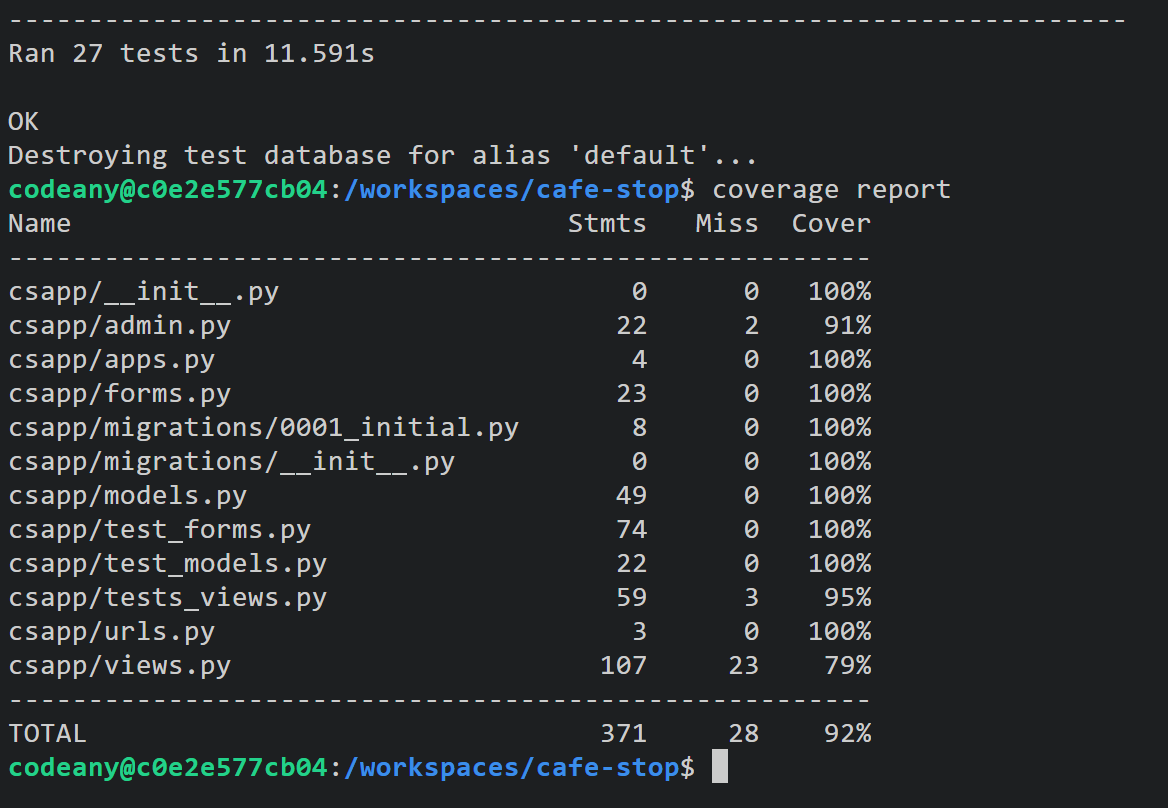 ----------------------------------------------------------------------
Ran 27 tests in 11.591s
OK
Destroying test database for alias 'default'...
codeany@c0e2e577cb04:/workspaces/cafe-stop$ coverage report
Name                               Stmts   Miss  Cover
------------------------------------------------------
csapp/__init__.py                      0      0   100%
csapp/admin.py                        22      2    91%
csapp/apps.py                          4      0   100%
csapp/forms.py                        23      0   100%
csapp/migrations/0001_initial.py       8      0   100%
csapp/migrations/__init__.py           0      0   100%
csapp/models.py                       49      0   100%
csapp/test_forms.py                   74      0   100%
csapp/test_models.py                  22      0   100%
csapp/tests_views.py                  59      3    95%
csapp/urls.py                          3      0   100%
csapp/views.py                       107     23    79%
------------------------------------------------------
TOTAL                                371     28    92%
codeany@c0e2e577cb04:/workspaces/cafe-stop$